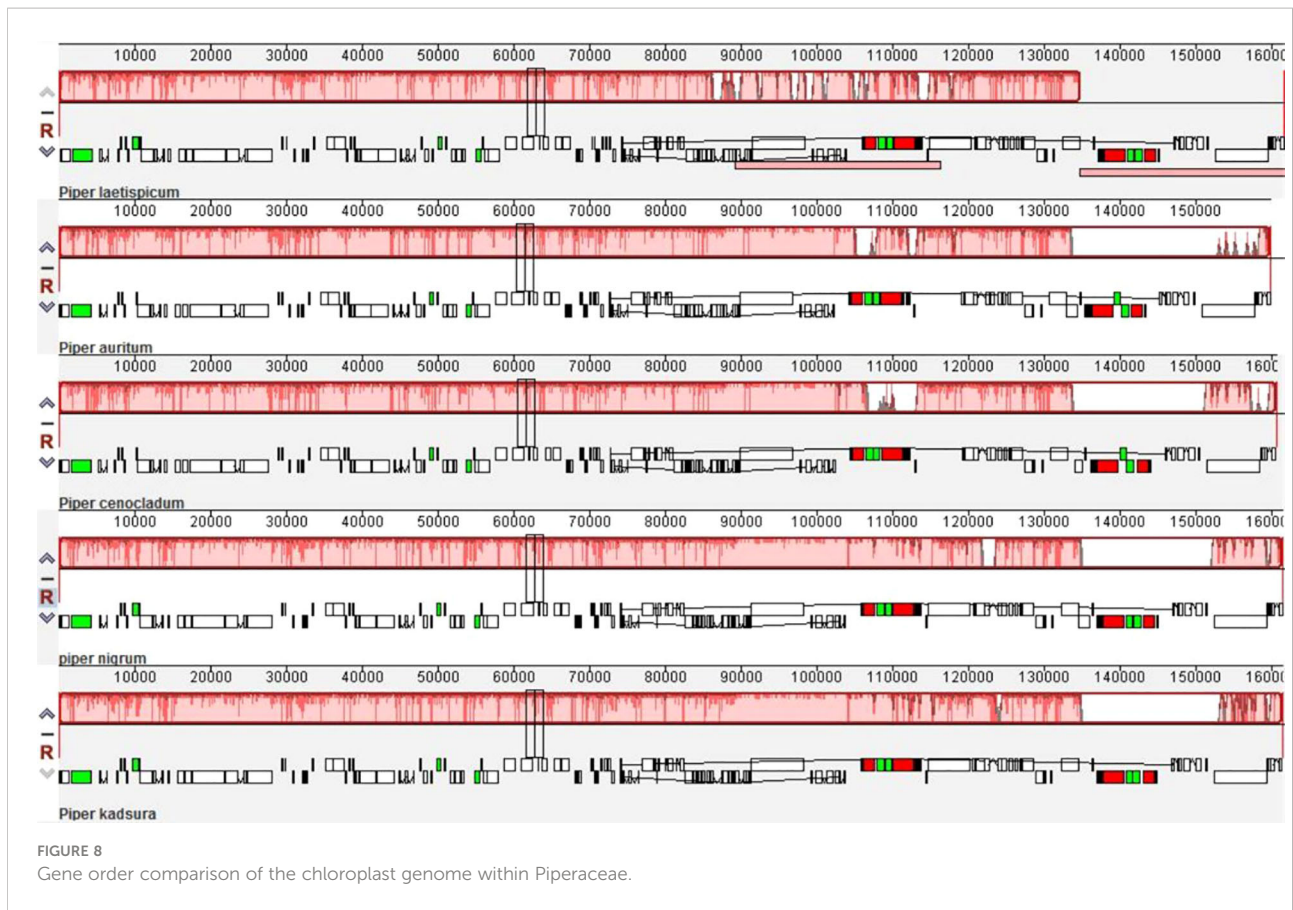 10000 20000 30000 40000 50000 60000 70000 80000 90000 100000 110000 120000 130000 140000 150000 16000
R
Piper laetispicum
10000 20000 30000 40000 50000 60000 70000 80000 90000 100000 110000 120000 130000 140000 150000
R
Piper auritum
10000 20000 30000 40000 50000 60000 70000 80000 90000 100000 110000 120000 130000 140000 150000 1600
R
Piper cenocladum
10000 20000 30000 40000 50000 60000 70000 80000 90000 100000 110000 120000 130000 140000 150000 1600
R
piper nigrum
10000 20000 30000 40000 50000 60000 70000 80000 90000 100000 110000 120000 130000 140000 150000 1600
R
Piper kadsura
FIGURE 8
Gene order comparison of the chloroplast genome within Piperaceae.